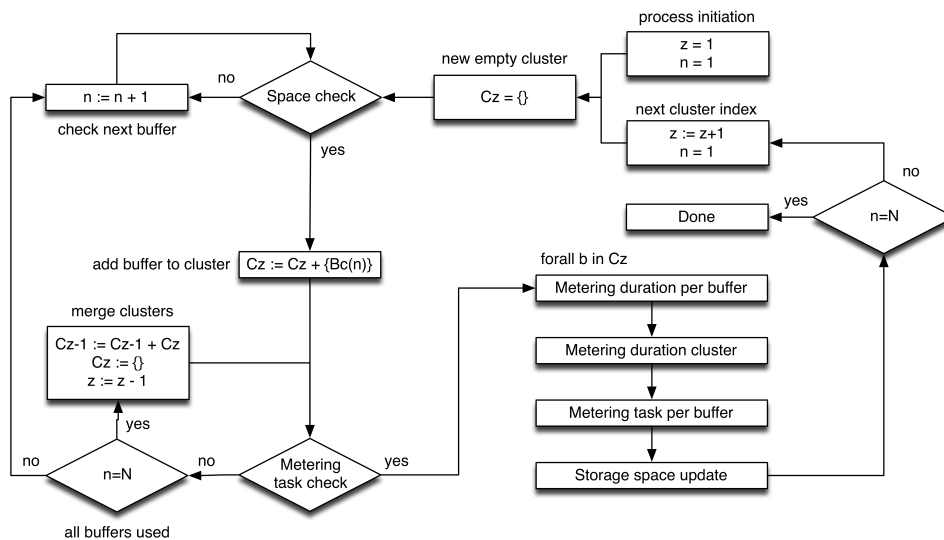 process initiation
z = 1
n = 1
new empty cluster
Cz = {}
no
Space check
n := n + 1
check next buffer
next cluster index
z := z+1
n = 1
yes
no
yes
n=N
Done
add buffer to cluster
Cz := Cz + {Bc(n)}
forall b in Cz
Metering duration per buffer
merge clusters
Cz-1 := Cz-1 + Cz
Cz := {}
z := z - 1
Metering duration cluster
Metering task per buffer
yes
no
n=N
no
Metering
task check
yes
Storage space update
all buffers used